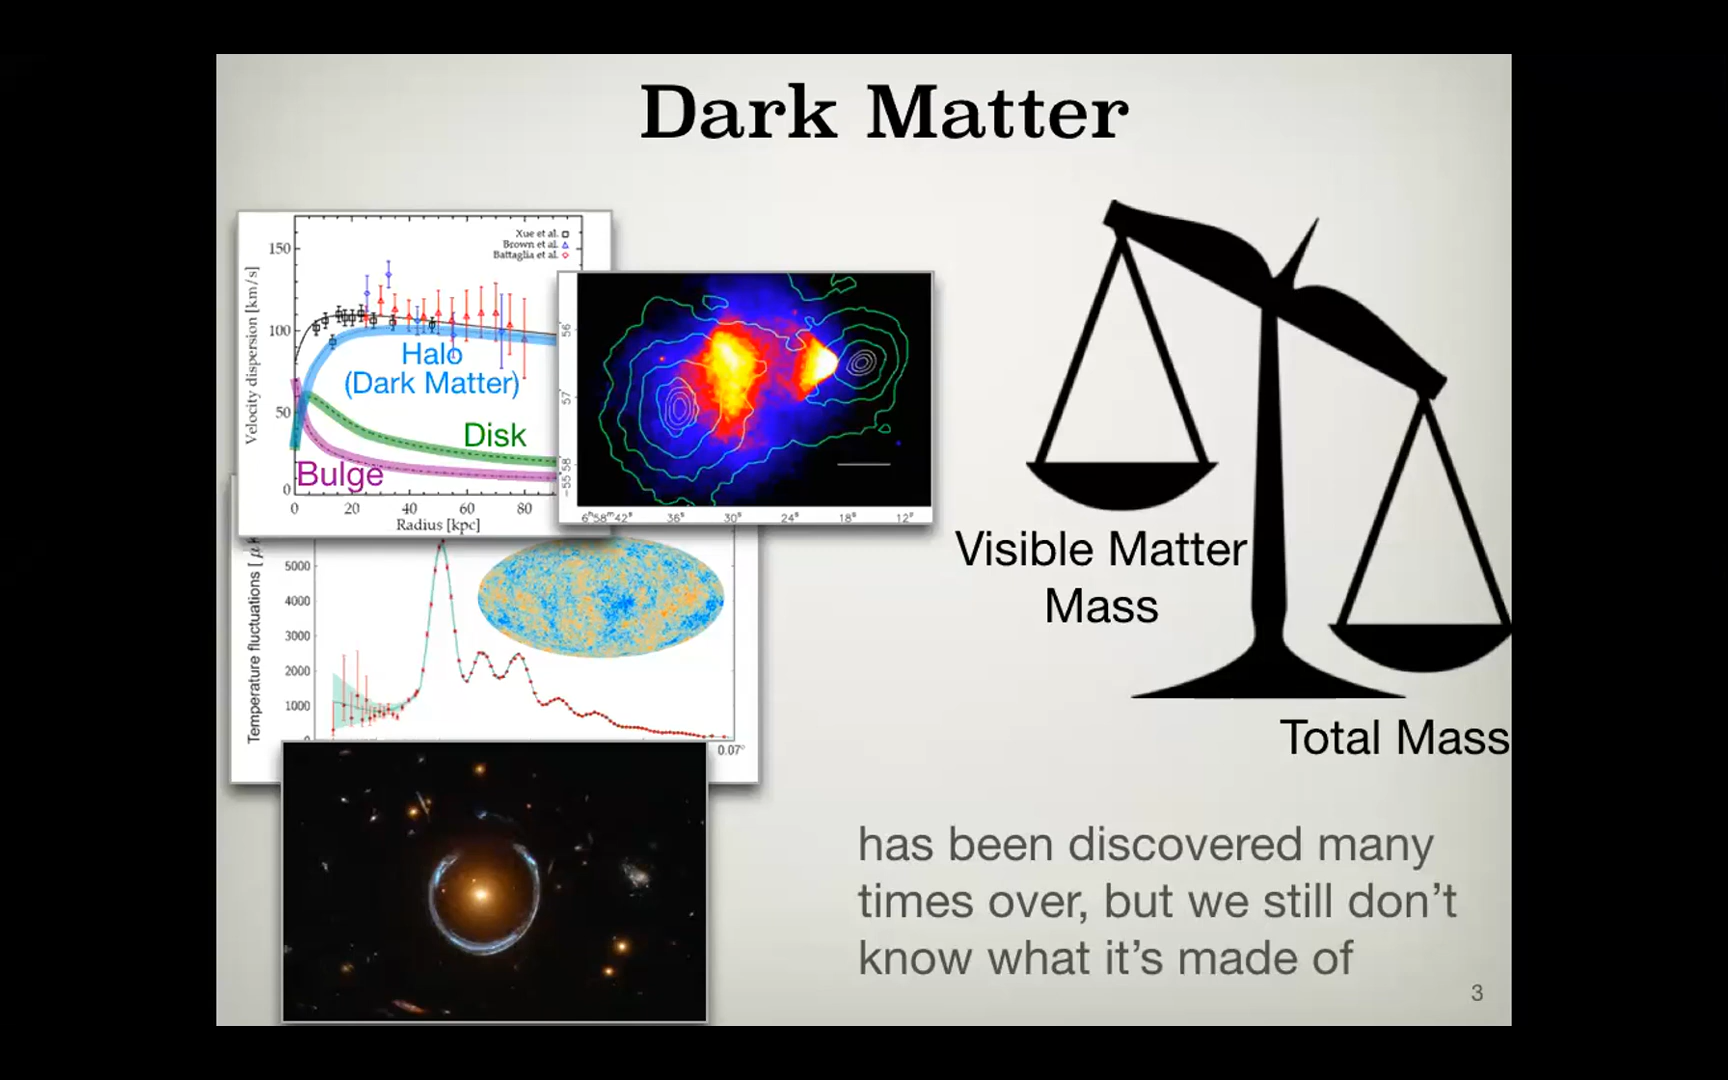 Dark Matter
150
100
50
0
Velocity dispersion [km/s]
Xue et al.
Brown et al.
Battaglia et al.
Halo
(Dark Matter)
Disk
Bulge
0
20
40
60
80
Radius [kpc]
56'
57'
-55°58'
6ʰ58ᵐ42ˢ
36ˢ
30ˢ
24ˢ
18ˢ
12ˢ
Temperature fluctuations [
5000
4000
3000
2000
1000
0.07°
Visible Matter
Mass
Total Mass
has been discovered many
times over, but we still don’t
know what it’s made of
3